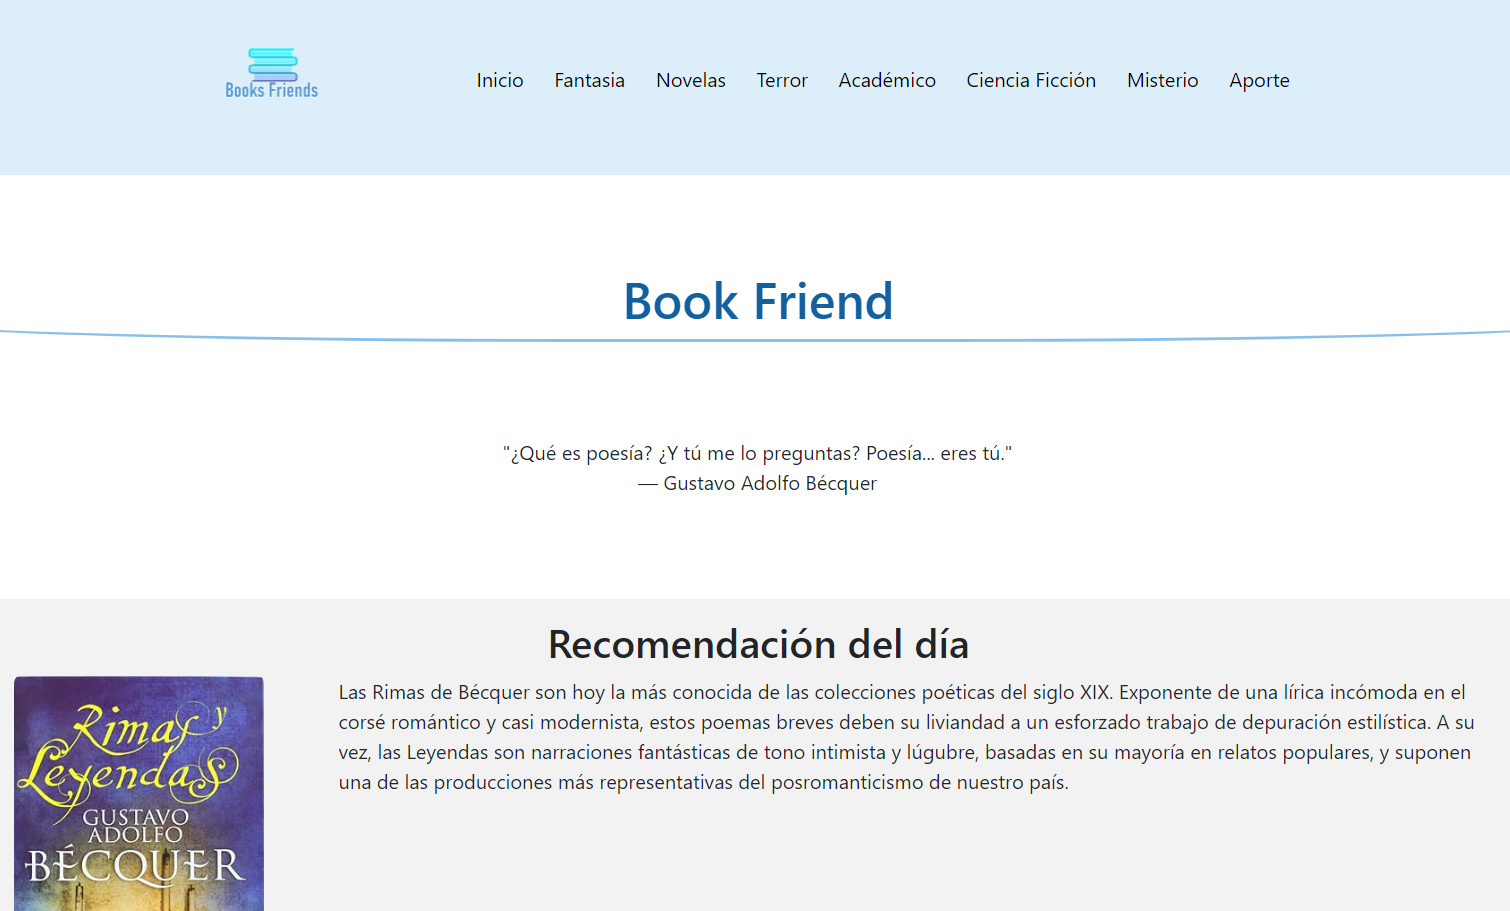 Books Friends
Inicio Fantasia Novelas Terror Académico Ciencia Ficción Misterio Aporte
Book Friend
"¿Qué es poesía? ¿Y tú me lo preguntas? Poesía... eres tú."
— Gustavo Adolfo Bécquer
Recomendación del día
Las Rimas de Bécquer son hoy la más conocida de las colecciones poéticas del siglo XIX. Exponente de una lírica incómoda en el
corsé romántico y casi modernista, estos poemas breves deben su liviandad a un esforzado trabajo de depuración estilística. A su
vez, las Leyendas son narraciones fantásticas de tono intimista y lúgubre, basadas en su mayoría en relatos populares, y suponen
una de las producciones más representativas del posromanticismo de nuestro país.
Rimas y
Leyendas
GUSTAVO
ADOLFO
BÉCQUER